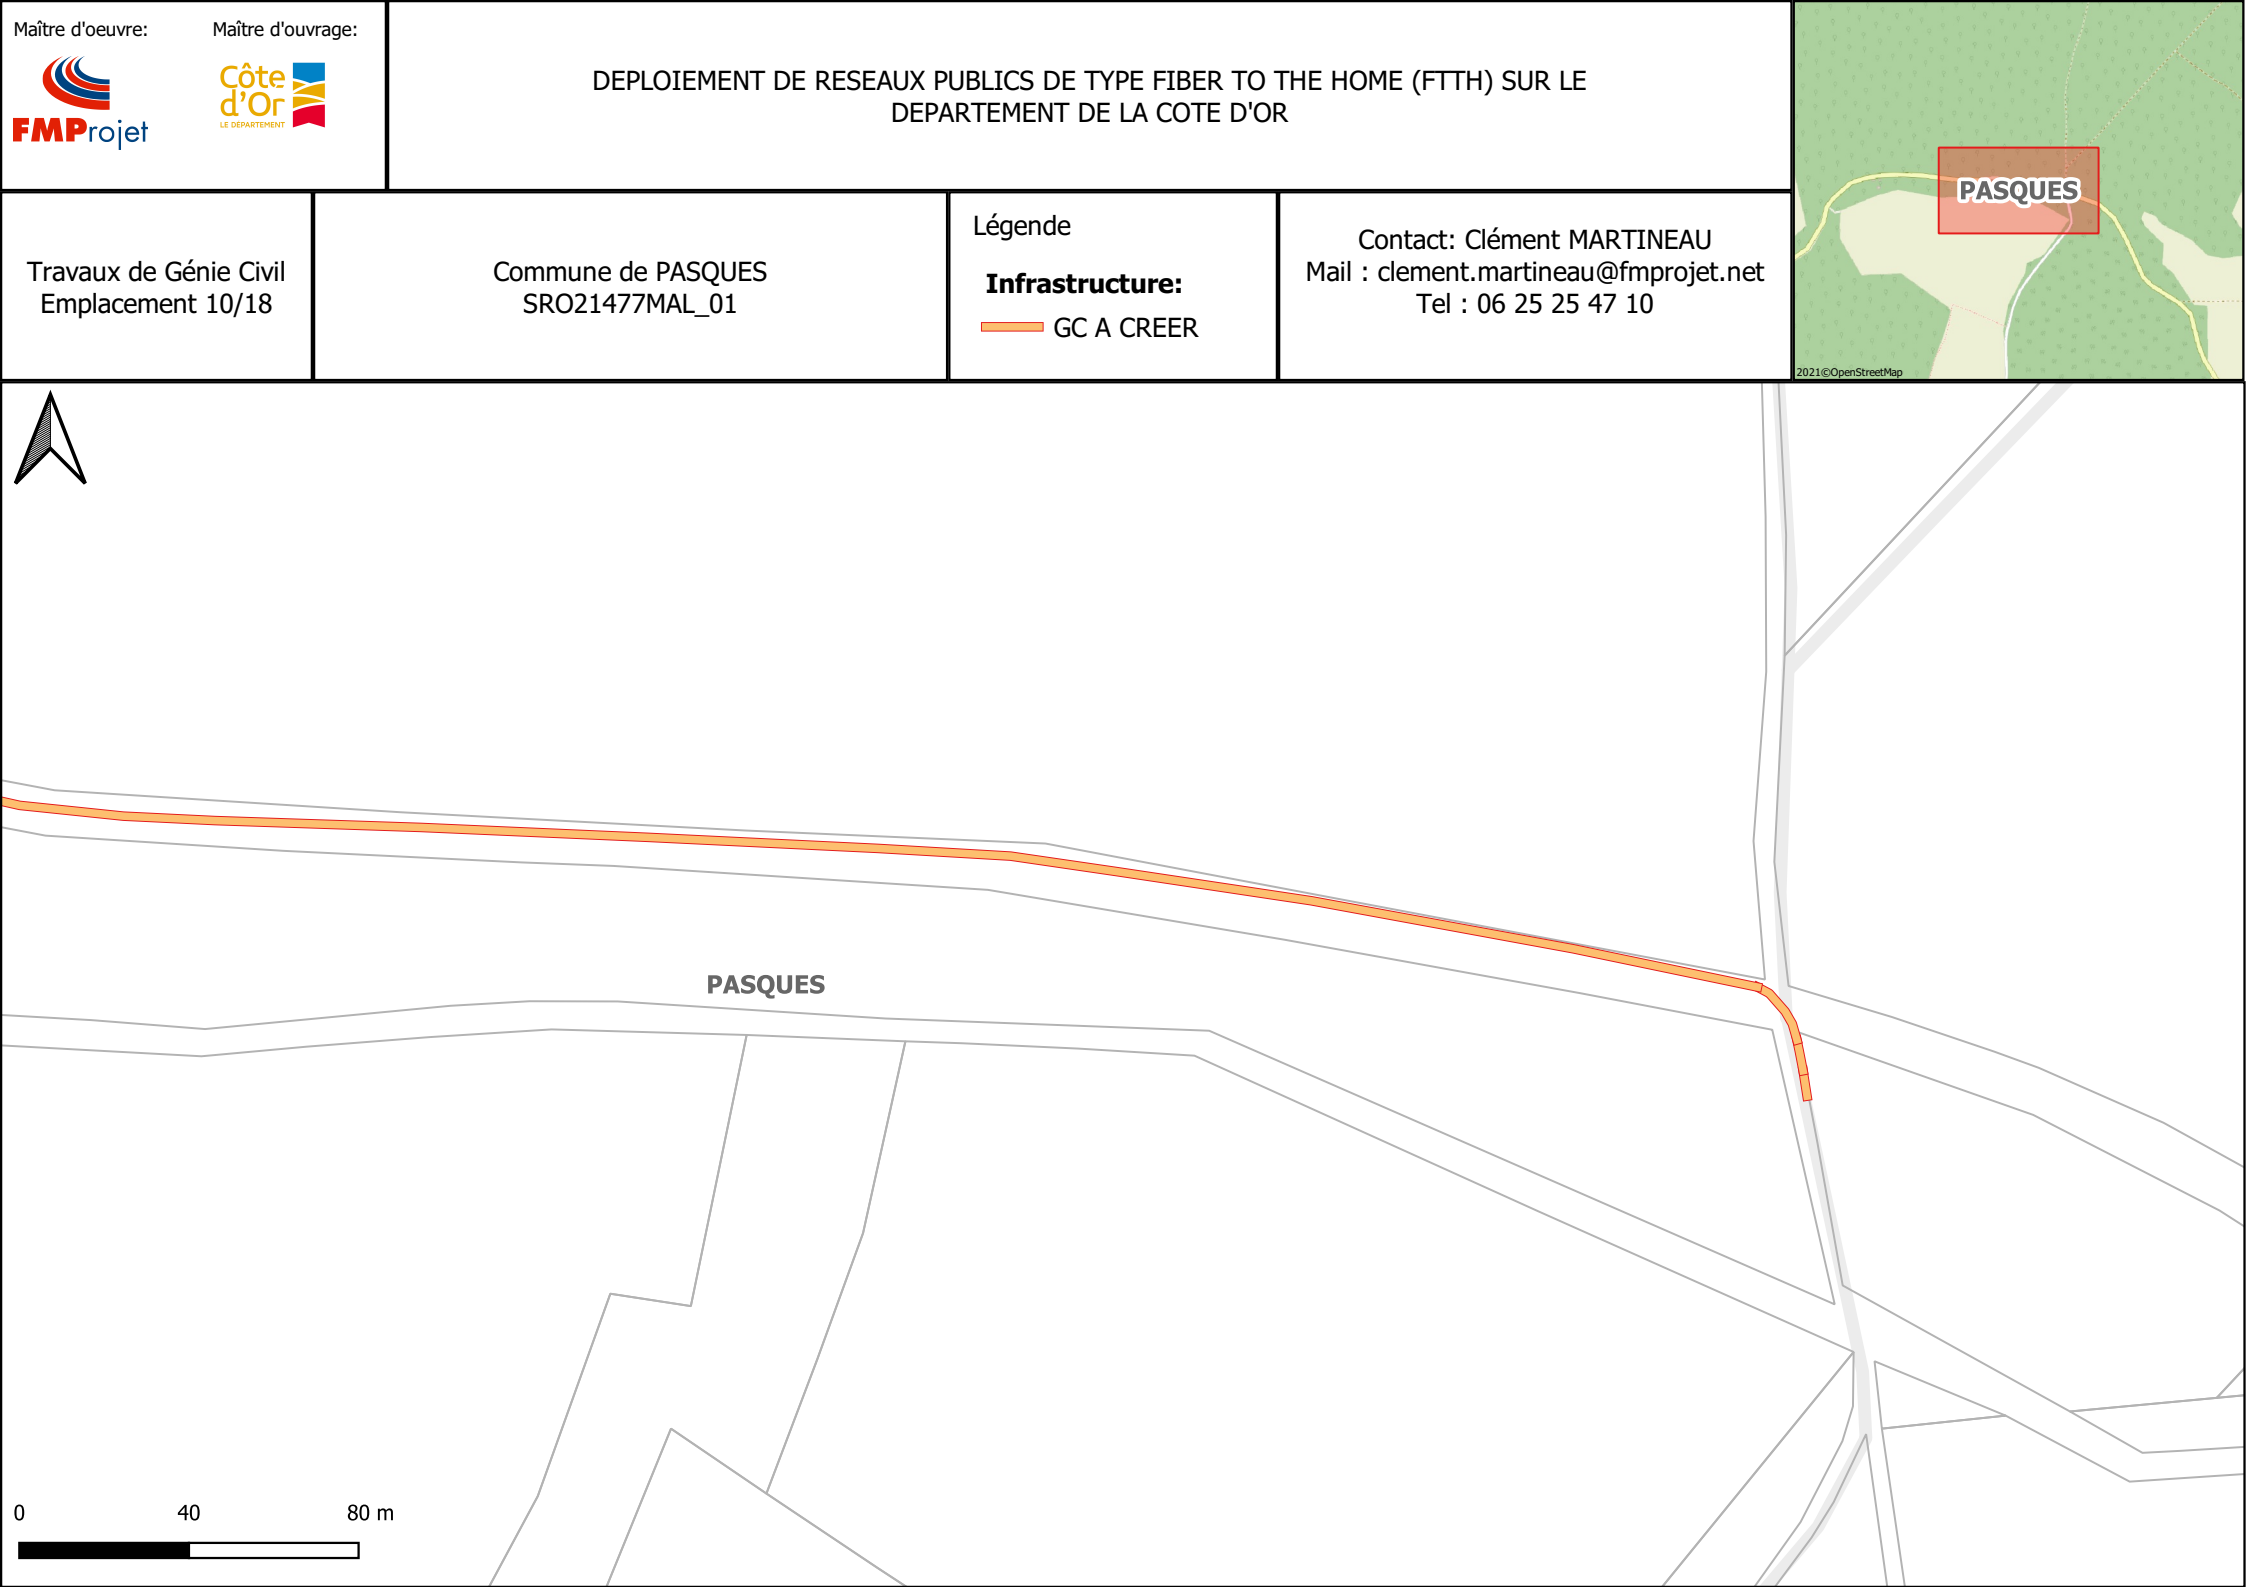 Maître d'oeuvre:
Maître d'ouvrage:
FMProjet
Côte
d'Or
LE DÉPARTEMENT
DEPLOIEMENT DE RESEAUX PUBLICS DE TYPE FIBER TO THE HOME (FTTH) SUR LE
DEPARTEMENT DE LA COTE D'OR
PASQUES
2021©OpenStreetMap
Travaux de Génie Civil
Emplacement 10/18
Commune de PASQUES
SRO21477MAL_01
Légende
Infrastructure:
GC A CREER
Contact: Clément MARTINEAU
Mail : clement.martineau@fmprojet.net
Tel : 06 25 25 47 10
PASQUES
0 40 80 m